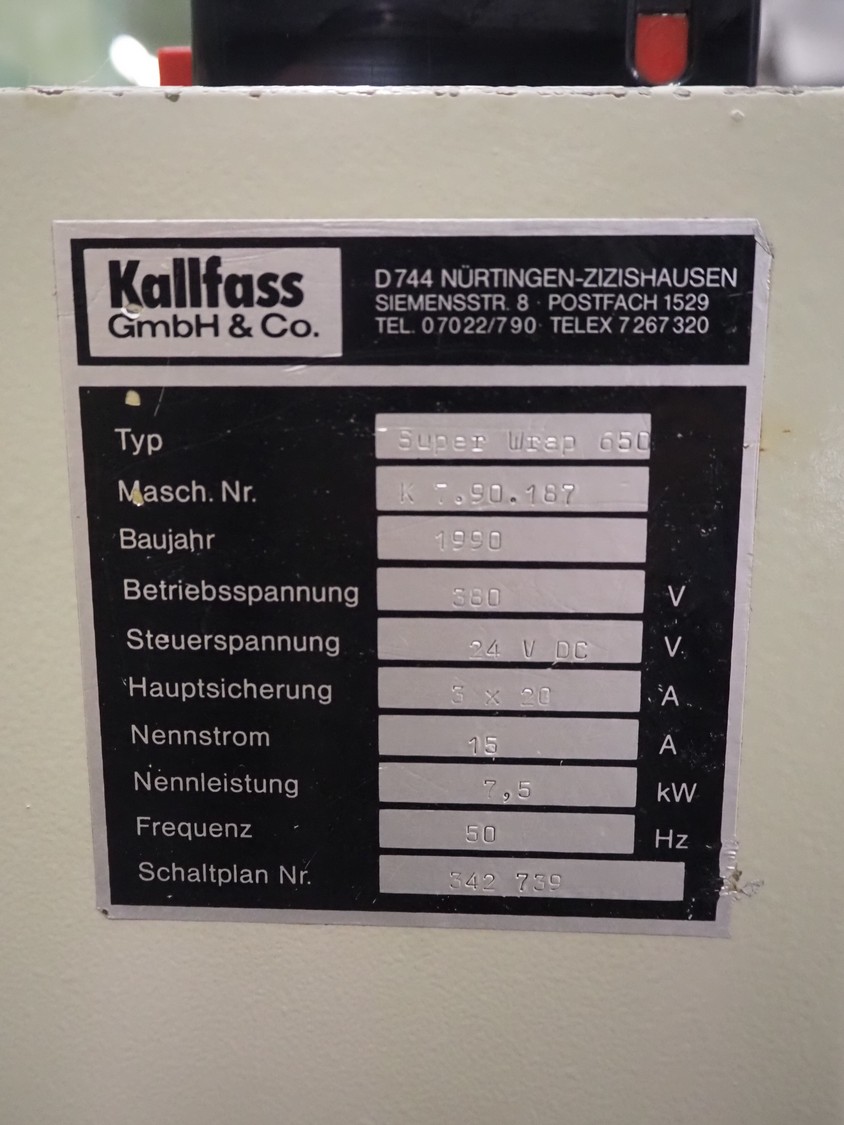 Kallfass
GmbH & Co.
D 744 NÜRTINGEN-ZIZISHAUSEN
SIEMENSSTR. 8 · POSTFACH 1529
TEL. 07022/790 · TELEX 7267320
Typ Super Wrap 650
Masch. Nr. K 7.90.187
Baujahr 1990
Betriebsspannung 380 V
Steuerspannung 24 V DC V
Hauptsicherung 3 x 20 A
Nennstrom 15 A
Nennleistung 7,5 kW
Frequenz 50 Hz
Schaltplan Nr. 342 739